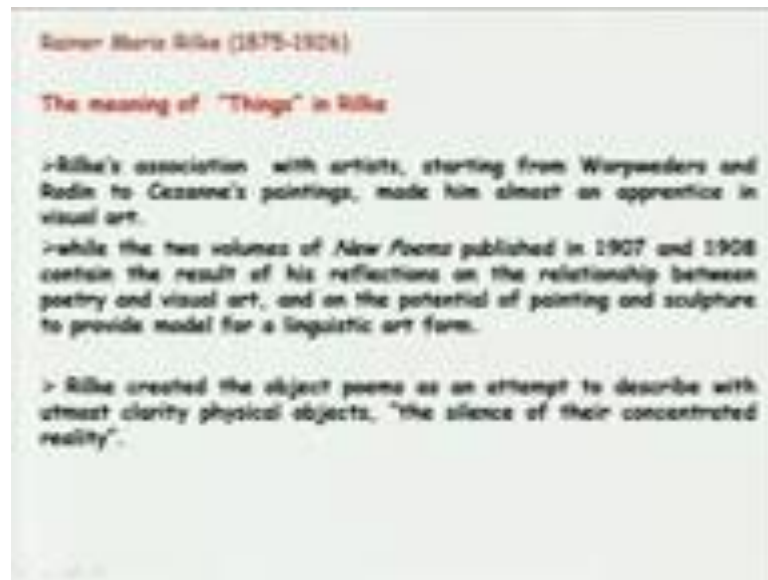 Rainer Maria Rilke (1875-1926)
The meaning of "Things" in Rilke
>Rilke's association with artists, starting from Worpsweders and
Rodin to Cezanne's paintings, made him almost an apprentice in
visual art.
>while the two volumes of New Poems published in 1907 and 1908
contain the result of his reflections on the relationship between
poetry and visual art, and on the potential of painting and sculpture
to provide model for a linguistic art form.
> Rilke created the object poems as an attempt to describe with
utmost clarity physical objects, "the silence of their concentrated
reality".